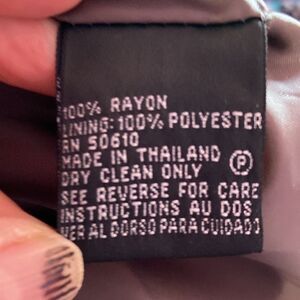 100% RAYON
LINING: 100% POLYESTER
RN 50610
MADE IN THAILAND Ⓟ
DRY CLEAN ONLY
SEE REVERSE FOR CARE
INSTRUCTIONS AU DOS
VER AL DORSO PARA CUIDADO